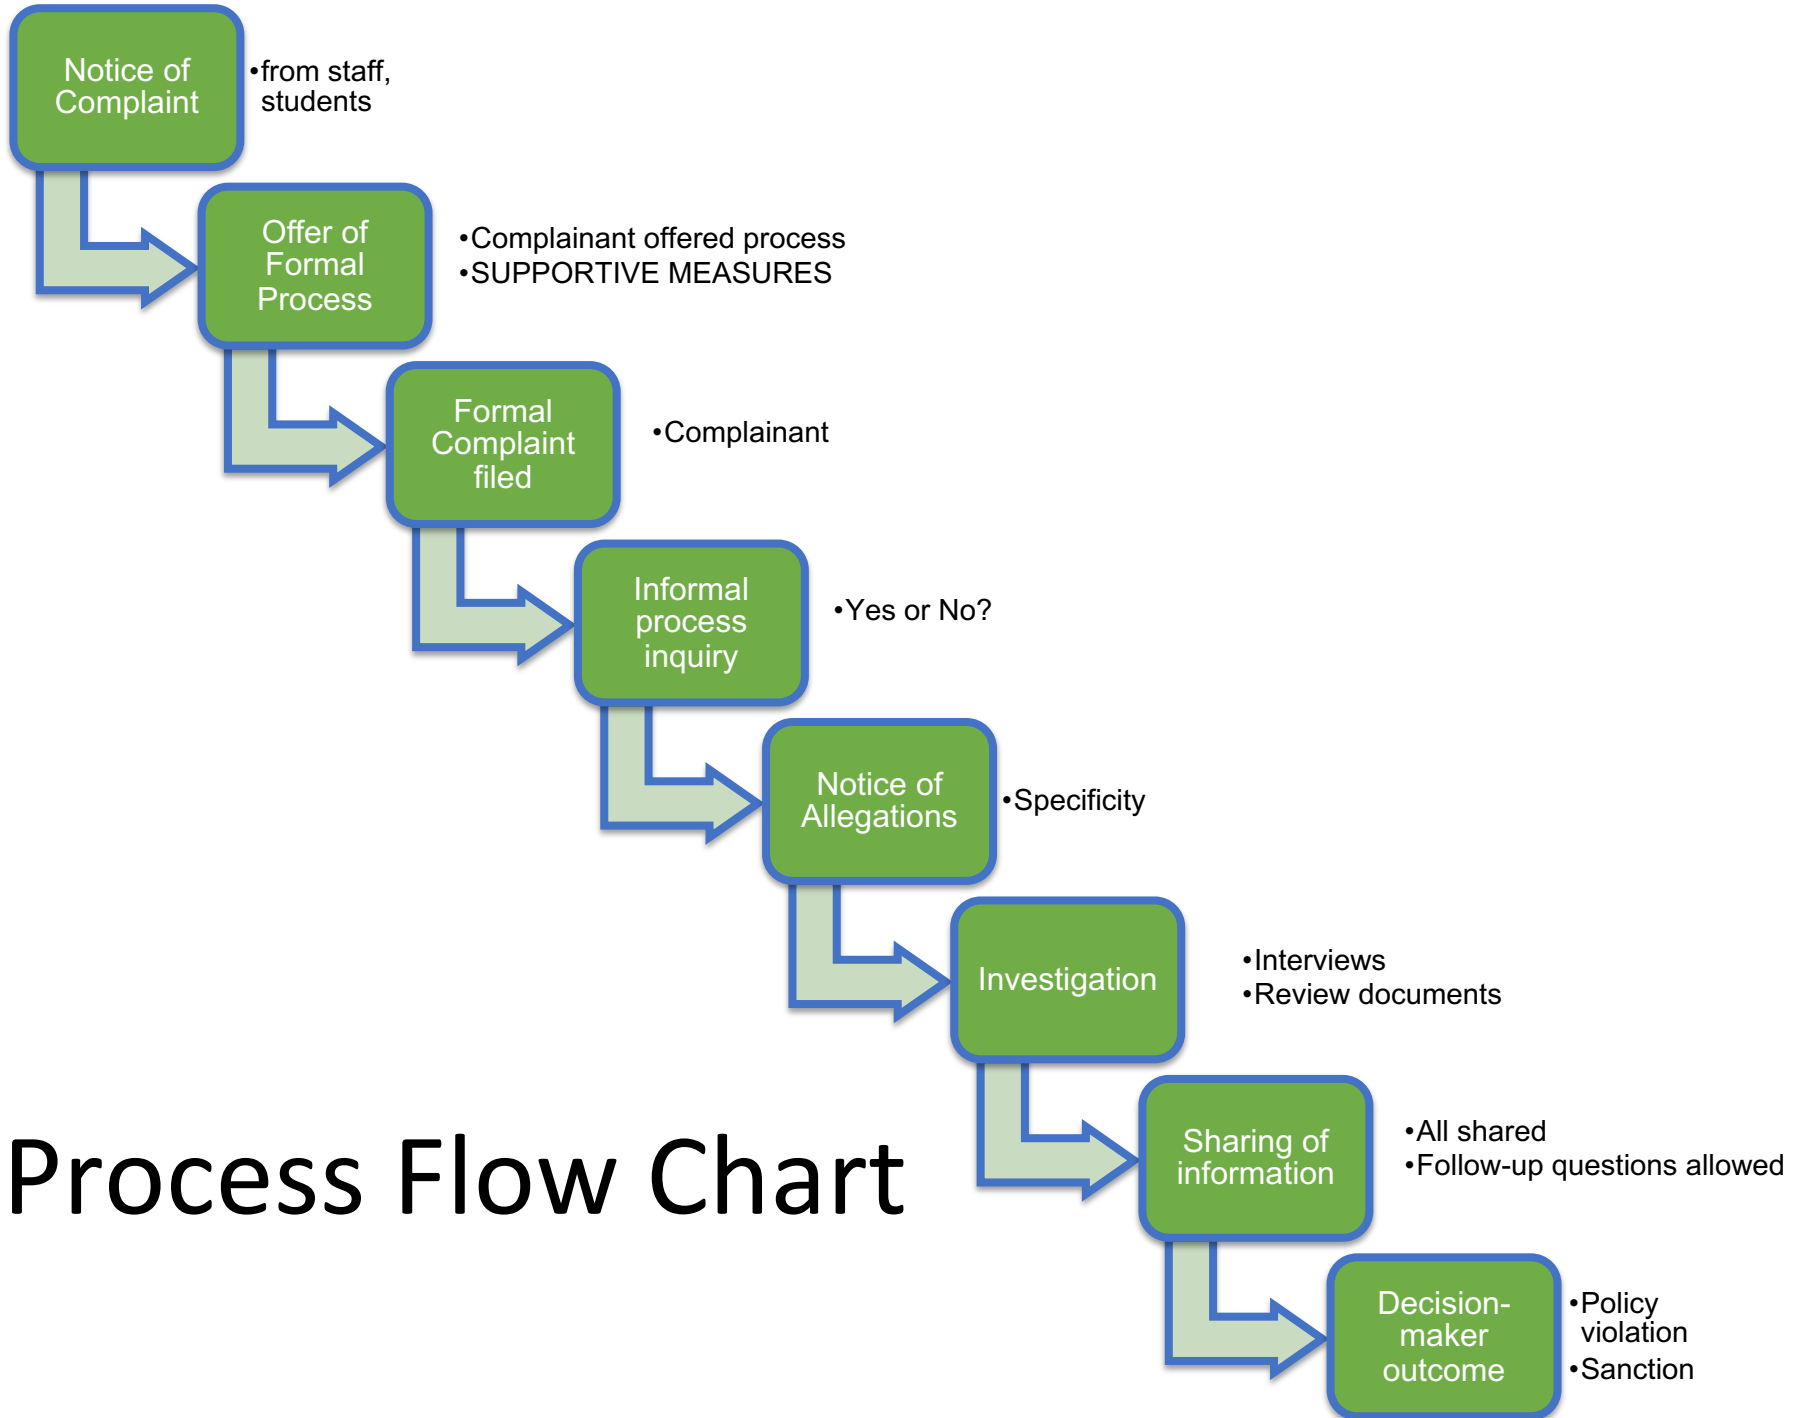 Notice of
Complaint
•from staff,
students
Offer of
Formal
Process
•Complainant offered process
•SUPPORTIVE MEASURES
Formal
Complaint
filed
•Complainant
Informal
process
inquiry
•Yes or No?
Notice of
Allegations
•Specificity
Investigation
•Interviews
•Review documents
Sharing of
information
•All shared
•Follow-up questions allowed
Decision-
maker
outcome
•Policy
violation
•Sanction
Process Flow Chart